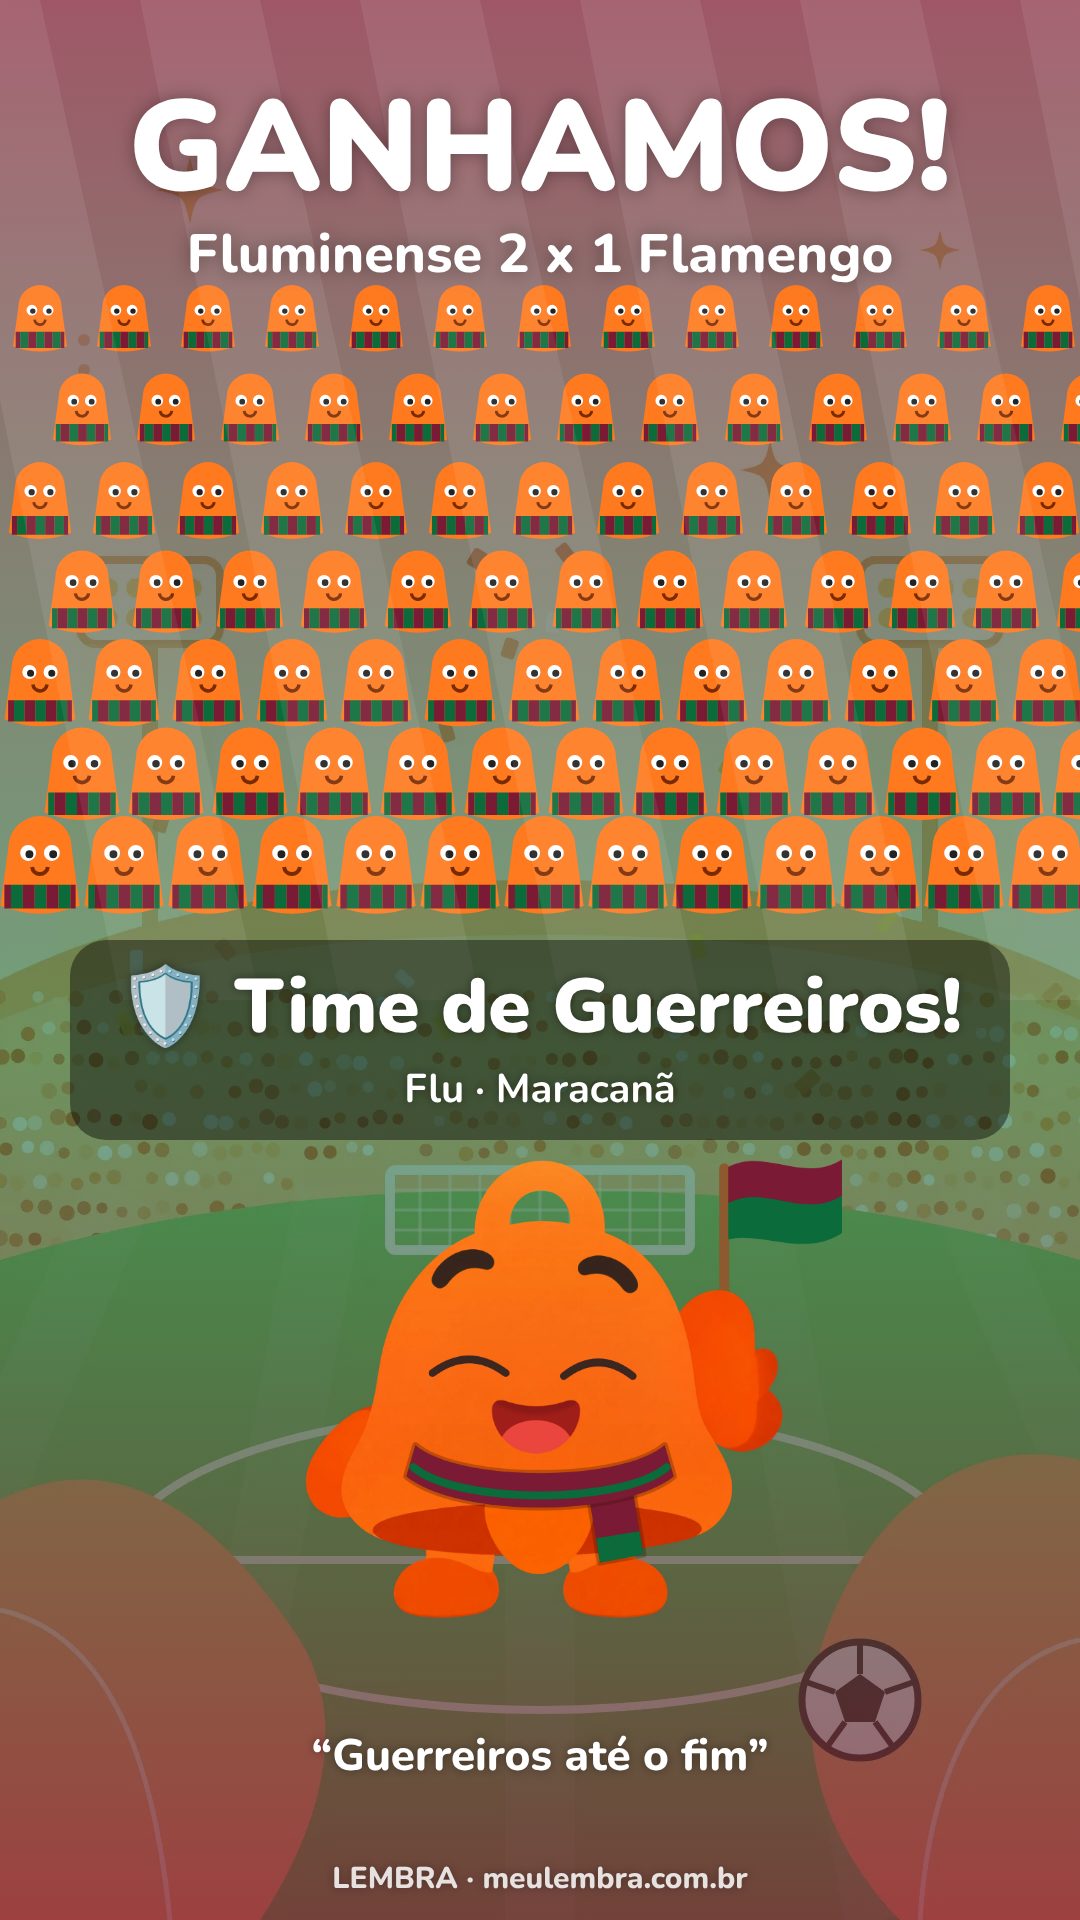 GANHAMOS!
Fluminense 2 x 1 Flamengo
Time de Guerreiros!
Flu · Maracanã
“Guerreiros até o fim”
LEMBRA · meulembra.com.br